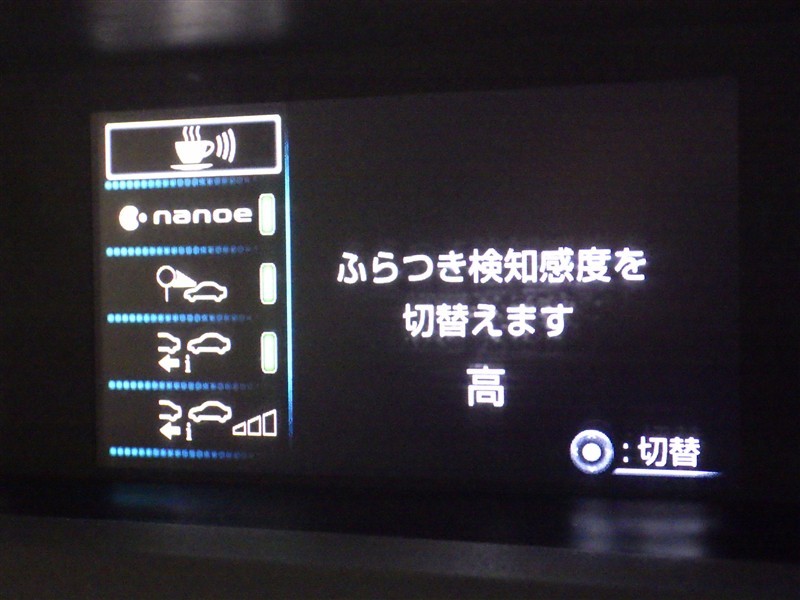 nanoe
ふらつき検知感度を
切替えます
高
:切替
i
i